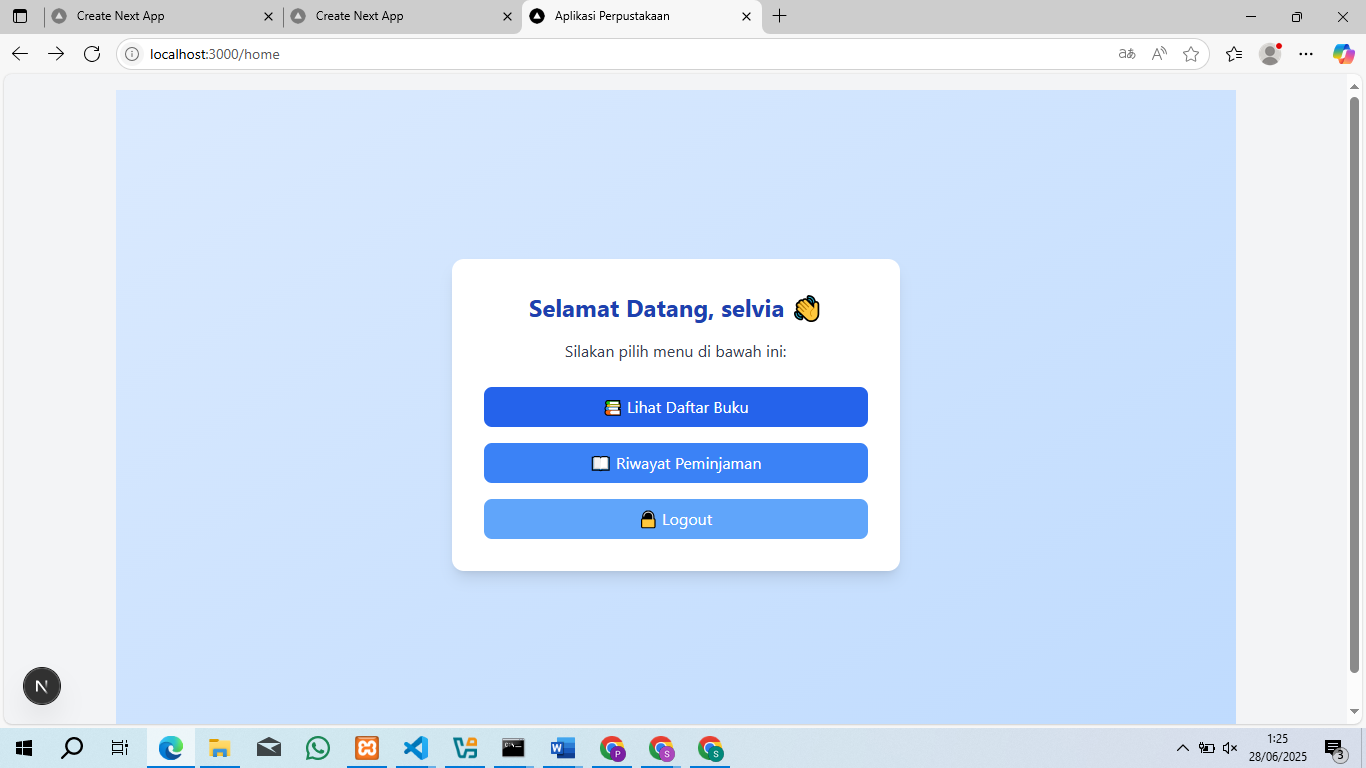 Create Next App
Create Next App
Aplikasi Perpustakaan
localhost:3000/home
Selamat Datang, selvia 👋
Silakan pilih menu di bawah ini:
📚 Lihat Daftar Buku
📖 Riwayat Peminjaman
🔒 Logout
N
1:25
28/06/2025
3
P
S
S